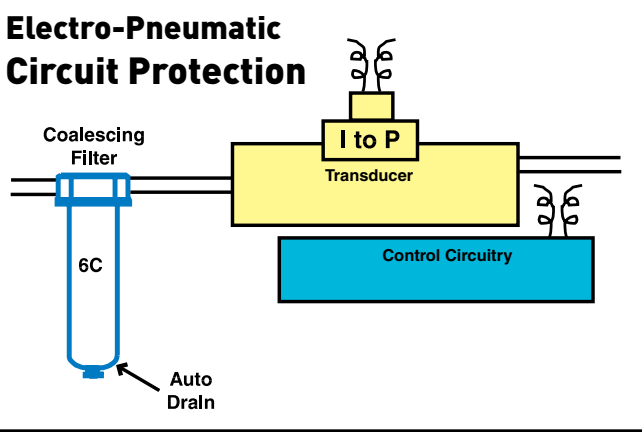 Electro-Pneumatic
Circuit Protection
Coalescing
Filter
I to P
Transducer
Control Circuitry
6C
Auto
DraIn